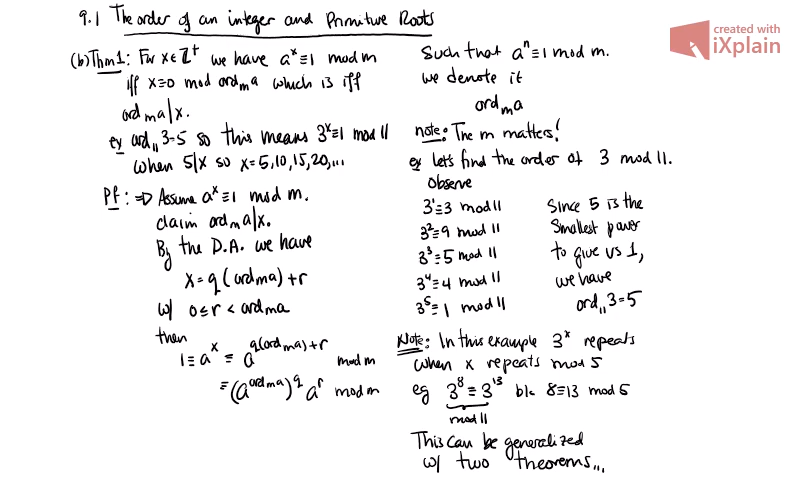 9.1 The order of an integer and Primitive Roots
created with
iXplain
(b) Thm 1: For x ∈ Z⁺ we have aˣ ≡ 1 mod m
iff x ≡ 0 mod ordₘa which is iff
ordₘa | x.
ex ord₁₁3 = 5 so this means 3ˣ ≡ 1 mod 11
when 5|x so x = 5, 10, 15, 20, ...
Pf: ⇒ Assume aˣ ≡ 1 mod m.
claim ordₘa | x.
By the D.A. we have
x = q(ordₘa) + r
w/ 0 ≤ r < ordₘa
then
1 ≡ aˣ ≡ a^(q(ordₘa)+r) mod m
≡ (a^(ordₘa))^q aʳ mod m
Such that aⁿ ≡ 1 mod m.
we denote it
ordₘa
note: The m matters!
ex let's find the order of 3 mod 11.
Observe
3¹ ≡ 3 mod 11
3² ≡ 9 mod 11
3³ ≡ 5 mod 11
3⁴ ≡ 4 mod 11
3⁵ ≡ 1 mod 11
Since 5 is the
smallest power
to give us 1,
we have
ord₁₁3 = 5
Note: In this example 3ˣ repeats
when x repeats mod 5
eg 3⁸ ≡ 3¹³ b/c 8 ≡ 13 mod 5
mod 11
This can be generalized
w/ two theorems...